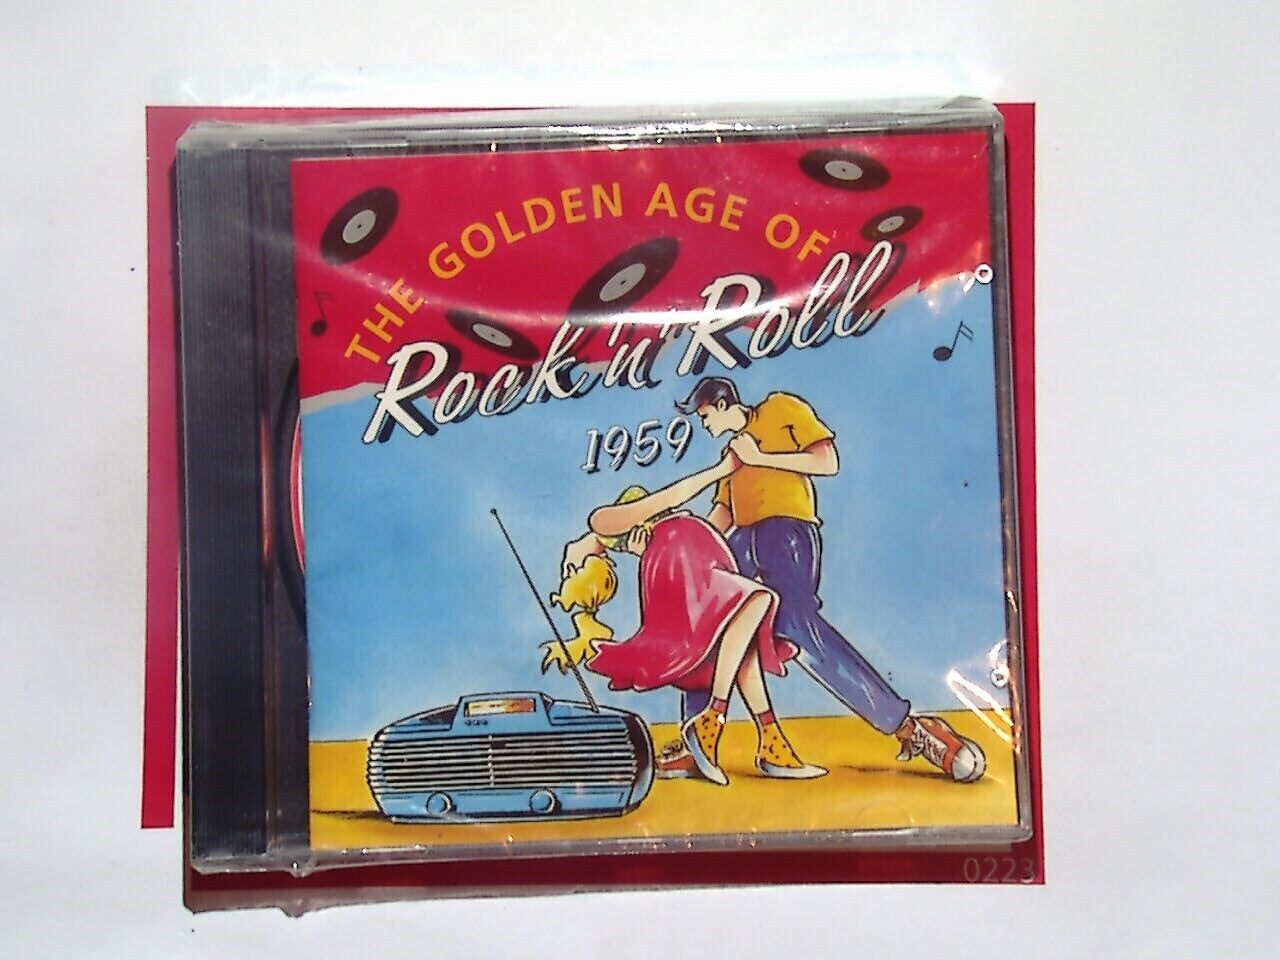 THE GOLDEN AGE OF
Rock 'n' Roll
1959
0223